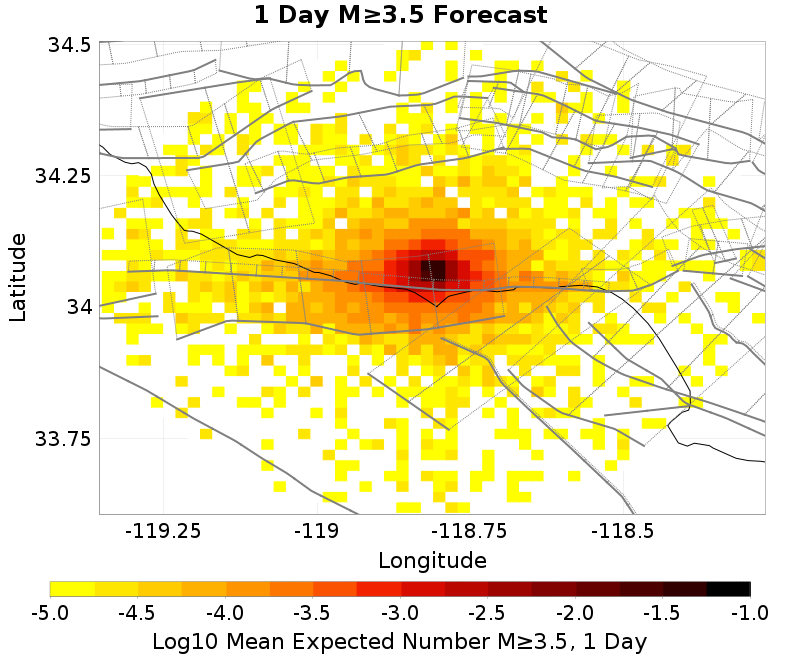 1 Day M≥3.5 Forecast
34.5
34.25
34
33.75
Latitude
-119.25 -119 -118.75 -118.5
Longitude
-5.0 -4.5 -4.0 -3.5 -3.0 -2.5 -2.0 -1.5 -1.0
Log10 Mean Expected Number M≥3.5, 1 Day